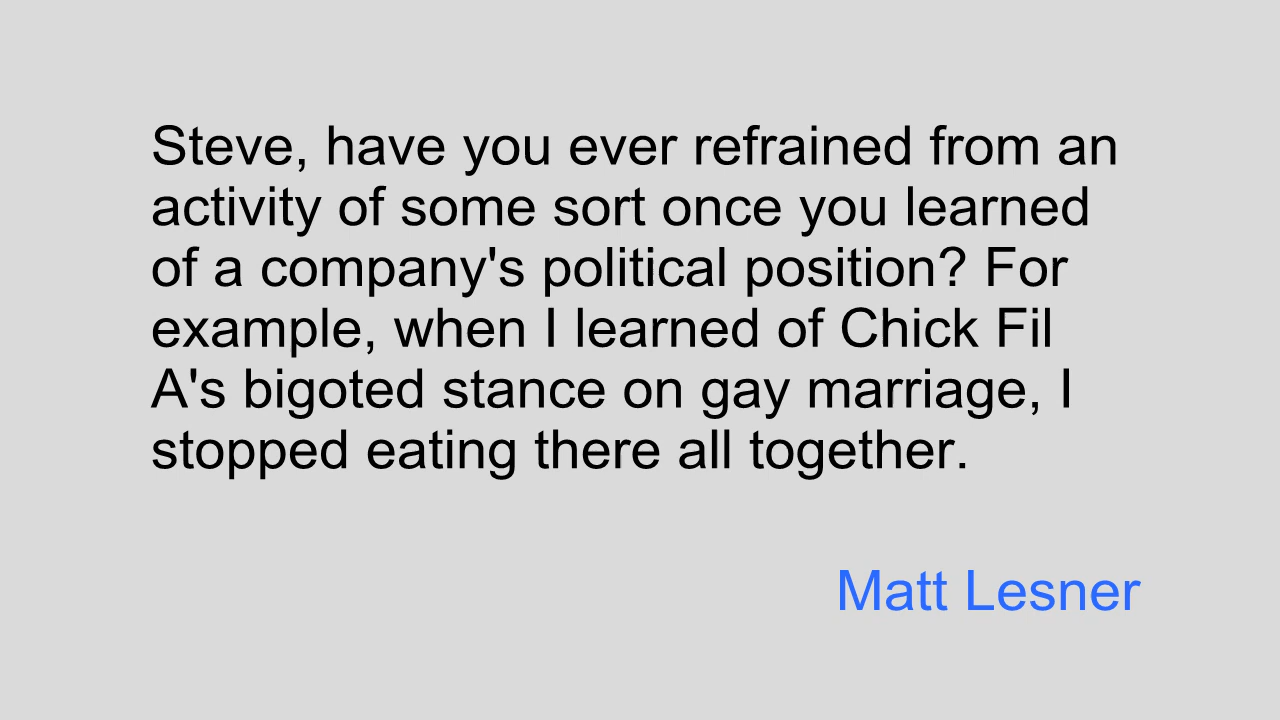 Steve, have you ever refrained from an
activity of some sort once you learned
of a company's political position? For
example, when I learned of Chick Fil
A's bigoted stance on gay marriage, I
stopped eating there all together.
Matt Lesner